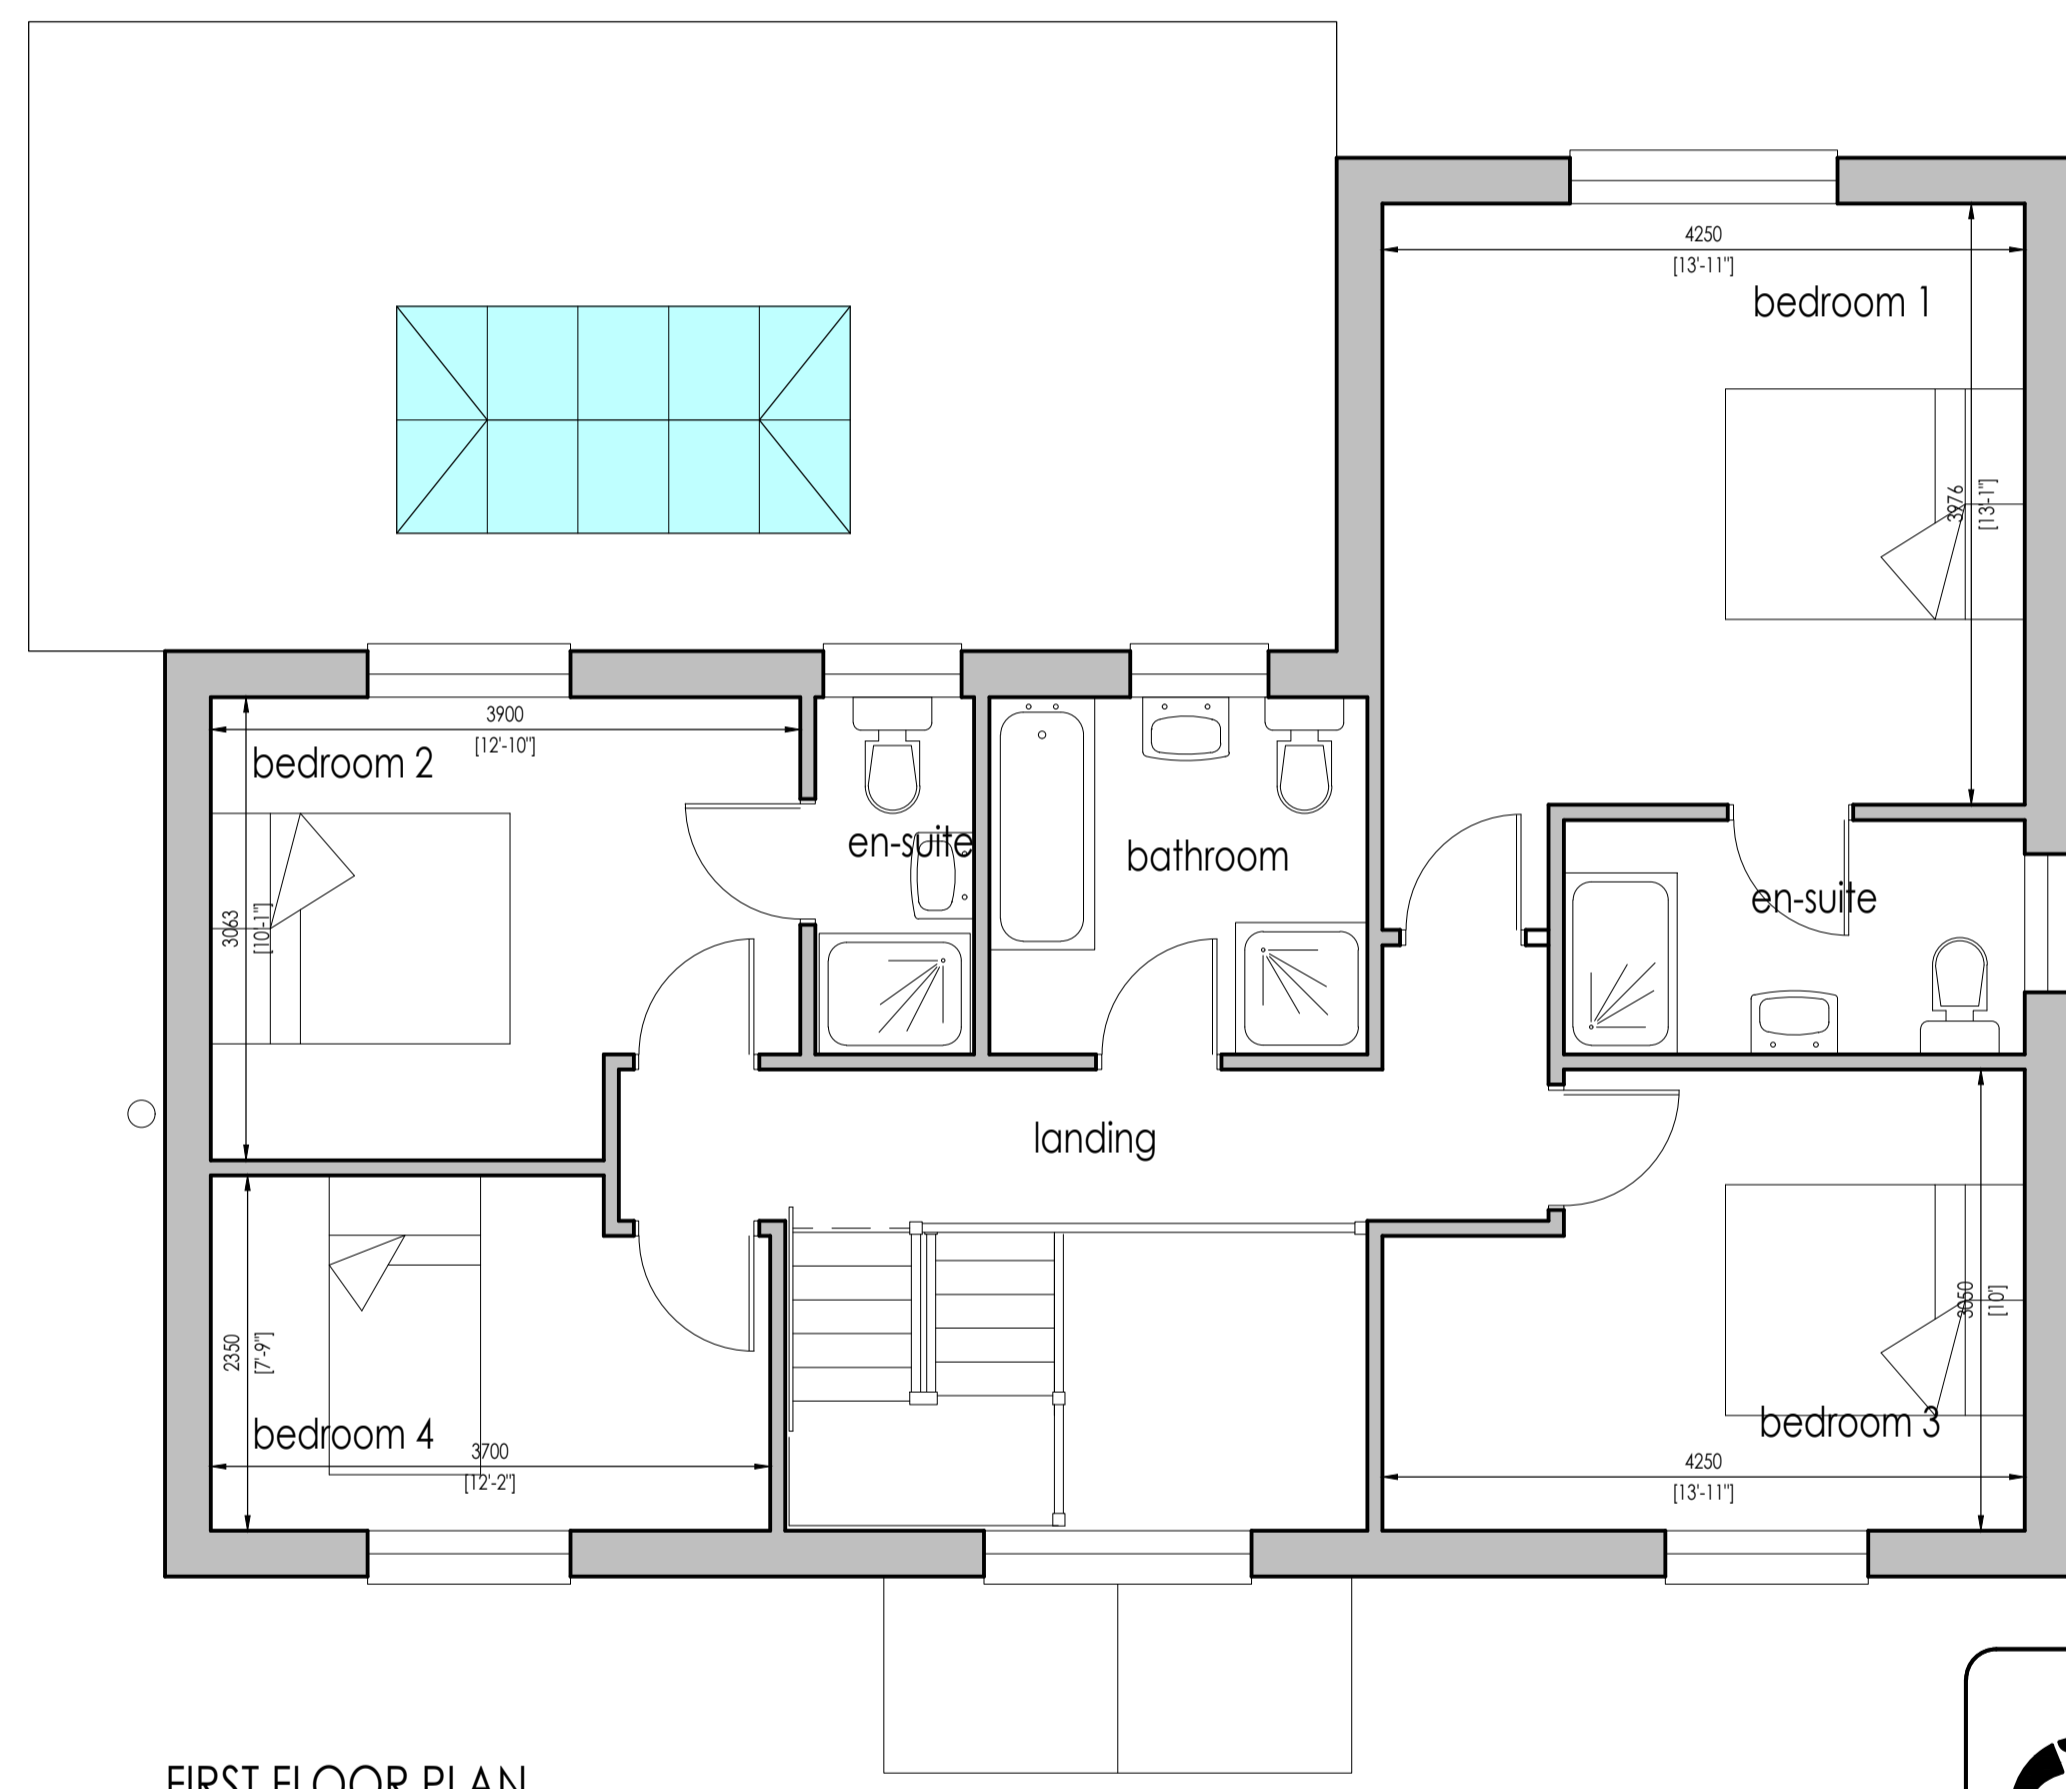 4250
[13'-11"]
bedroom 1
3976
[13'-1"]
3900
[12'-10"]
bedroom 2
en-suite
bathroom
en-suite
3063
[10'-1"]
landing
3050
[10']
2350
[7'-9"]
bedroom 4
3700
[12'-2"]
bedroom 3
4250
[13'-11"]
FIRST FLOOR PLAN